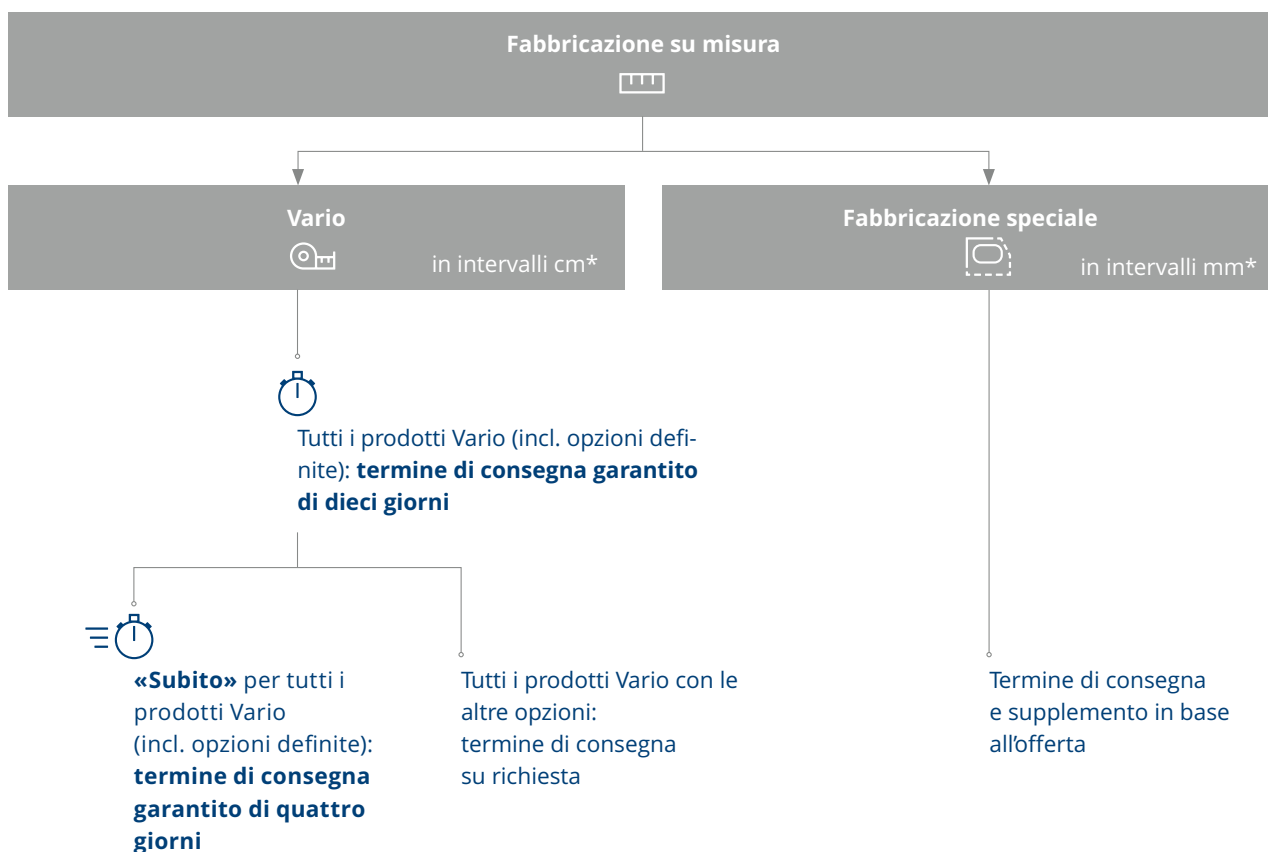 Fabbricazione su misura
Vario
in intervalli cm*
Fabbricazione speciale
in intervalli mm*
Tutti i prodotti Vario (incl. opzioni defi-
nite): termine di consegna garantito
di dieci giorni
«Subito» per tutti i
prodotti Vario
(incl. opzioni definite):
termine di consegna
garantito di quattro
giorni
Tutti i prodotti Vario con le
altre opzioni:
termine di consegna
su richiesta
Termine di consegna
e supplemento in base
all'offerta